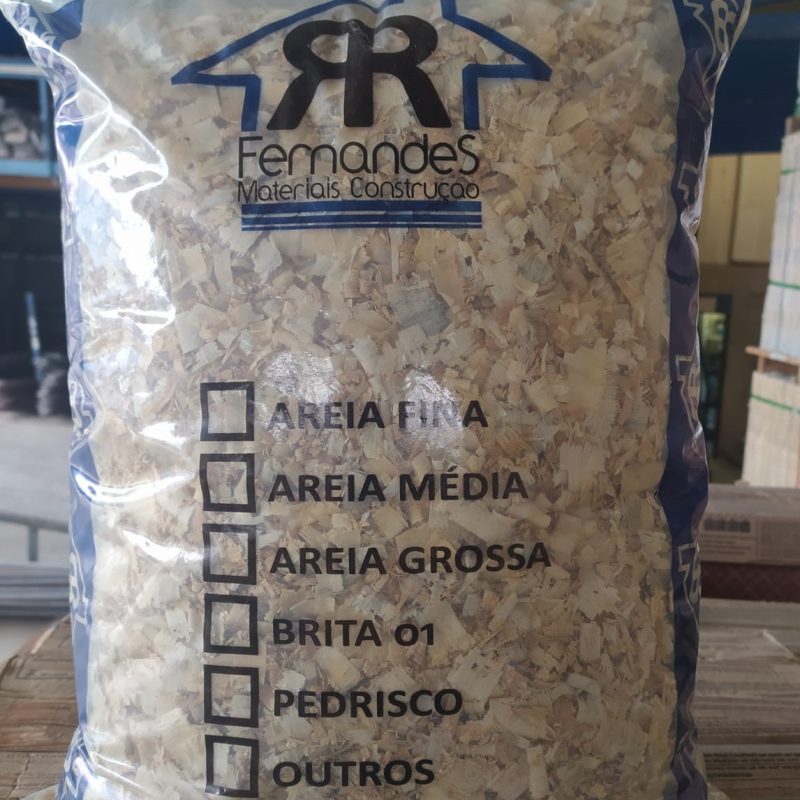 RR
Fernandes
Materiais Construção
AREIA FINA
AREIA MÉDIA
AREIA GROSSA
BRITA 01
PEDRISCO
OUTROS